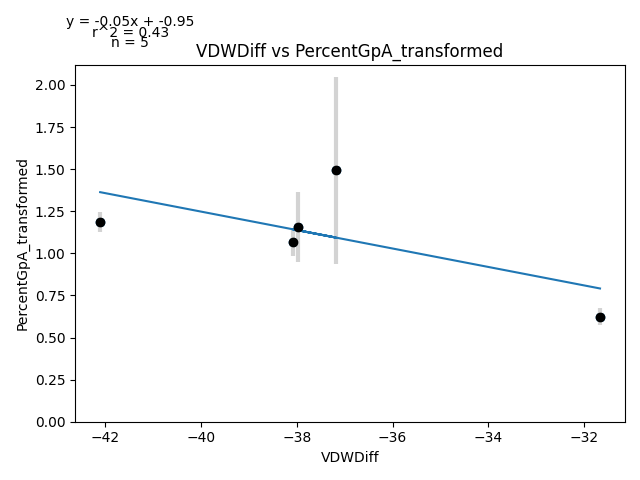 y = -0.05x + -0.95
r^2 = 0.43
n = 5
VDWDiff vs PercentGpA_transformed
PercentGpA_transformed
2.00
1.75
1.50
1.25
1.00
0.75
0.50
0.25
0.00
−42 −40 −38 −36 −34 −32
VDWDiff